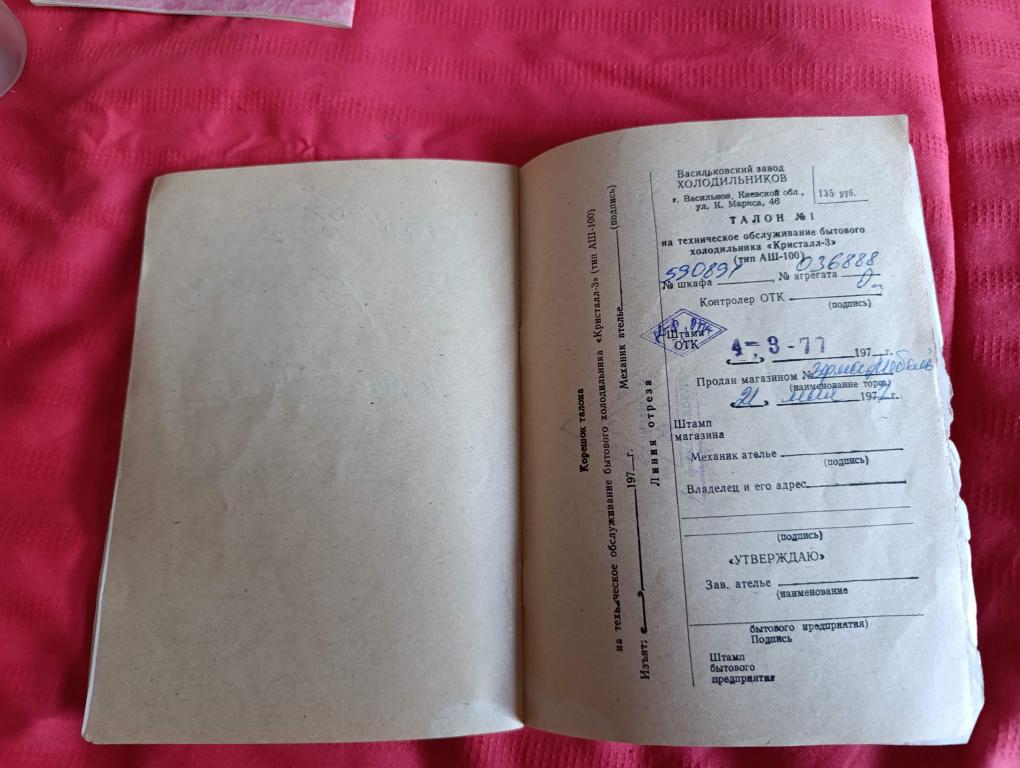 Корешок талона
на техническое обслуживание бытового холодильника «Кристалл-3» (тип АШ-100)
Изъят: « » 197 г. Механик ателье (подпись)
Линия отреза
Васильковский завод
ХОЛОДИЛЬНИКОВ
г. Васильков, Киевской обл.,
ул. К. Маркса, 46
135 руб.
ТАЛОН № 1
на техническое обслуживание бытового
холодильника «Кристалл-3»
(тип АШ-100)
№ шкафа 590891, № агрегата 036888
Контролер ОТК
(подпись)
Штамп
ОТК
4-8-77 197 г.
Продан магазином №
(наименование торга)
« 21 » 197 г.
Штамп
магазина
Механик ателье
(подпись)
Владелец и его адрес
(подпись)
«УТВЕРЖДАЮ»
Зав. ателье
(наименование
бытового предприятия)
Подпись
Штамп
бытового
предприятия